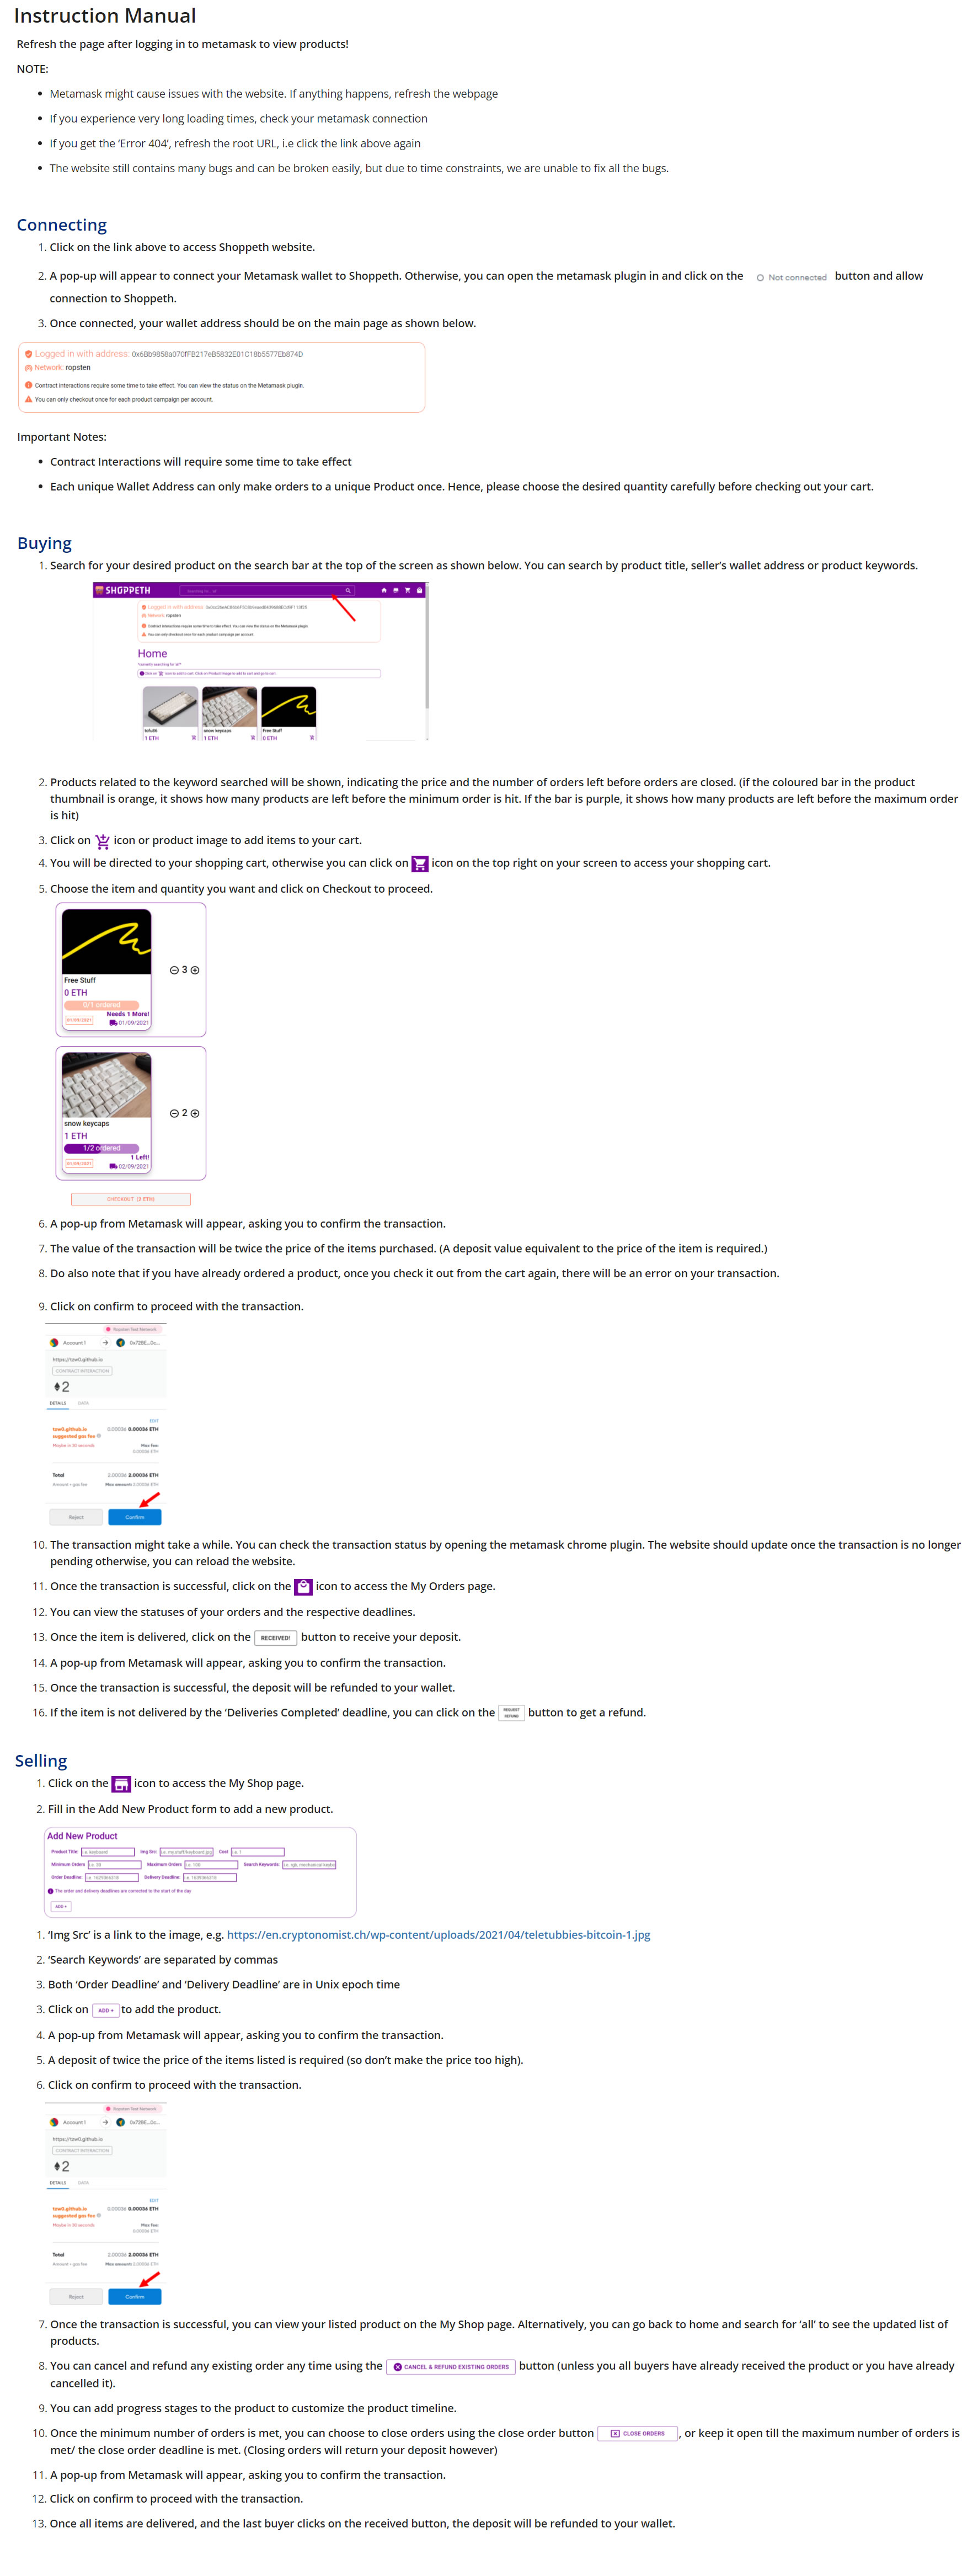 Instruction Manual
Refresh the page after logging in to metamask to view products!
NOTE:
• Metamask might cause issues with the website. If anything happens, refresh the webpage
• If you experience very long loading times, check your metamask connection
• If you get the ‘Error 404’, refresh the root URL, i.e click the link above again
• The website still contains many bugs and can be broken easily, but due to time constraints, we are unable to fix all the bugs.
Connecting
1. Click on the link above to access Shoppeth website.
2. A pop-up will appear to connect your Metamask wallet to Shoppeth. Otherwise, you can open the metamask plugin in and click on the Not connected button and allow
connection to Shoppeth.
3. Once connected, your wallet address should be on the main page as shown below.
Logged in with address:
Network: ropsten
Contract interactions require some time to take effect. You can view the status on the Metamask plugin.
You can only checkout once for each product campaign per account.
Important Notes:
• Contract Interactions will require some time to take effect
• Each unique Wallet Address can only make orders to a unique Product once. Hence, please choose the desired quantity carefully before checking out your cart.
Buying
1. Search for your desired product on the search bar at the top of the screen as shown below. You can search by product title, seller’s wallet address or product keywords.
SHOPPETH
Logged in with address:
Network: ropsten
Contract interactions require some time to take effect. You can view the status on the Metamask plugin.
You can only checkout once for each product campaign per account.
Home
tofu86 snow keycaps Free Stuff
1 ETH 1 ETH 0 ETH
2. Products related to the keyword searched will be shown, indicating the price and the number of orders left before orders are closed. (if the coloured bar in the product
thumbnail is orange, it shows how many products are left before the minimum order is hit. If the bar is purple, it shows how many products are left before the maximum order
is hit)
3. Click on icon or product image to add items to your cart.
4. You will be directed to your shopping cart, otherwise you can click on icon on the top right on your screen to access your shopping cart.
5. Choose the item and quantity you want and click on Checkout to proceed.
3
Free Stuff
0 ETH
0/1 ordered
Needs 1 More!
01/09/2021 01/09/2021
2
snow keycaps
1 ETH
1/2 ordered
1 Left!
01/09/2021 02/09/2021
CHECKOUT (2 ETH)
6. A pop-up from Metamask will appear, asking you to confirm the transaction.
7. The value of the transaction will be twice the price of the items purchased. (A deposit value equivalent to the price of the item is required.)
8. Do also note that if you have already ordered a product, once you check it out from the cart again, there will be an error on your transaction.
9. Click on confirm to proceed with the transaction.
Ropsten Test Network
Account 1
https://tzw0.github.io
CONTRACT INTERACTION
2
DETAILS DATA
EDIT
tzw0.github.io 0.00036 0.00036 ETH
suggested gas fee
Maybe in 30 seconds Max fee:
0.00036 ETH
Total 2.00036 2.00036 ETH
Amount + gas fee Max amount: 2.00036 ETH
Reject Confirm
10. The transaction might take a while. You can check the transaction status by opening the metamask chrome plugin. The website should update once the transaction is no longer
pending otherwise, you can reload the website.
11. Once the transaction is successful, click on the icon to access the My Orders page.
12. You can view the statuses of your orders and the respective deadlines.
13. Once the item is delivered, click on the RECEIVED! button to receive your deposit.
14. A pop-up from Metamask will appear, asking you to confirm the transaction.
15. Once the transaction is successful, the deposit will be refunded to your wallet.
16. If the item is not delivered by the ‘Deliveries Completed’ deadline, you can click on the REQUEST REFUND button to get a refund.
Selling
1. Click on the icon to access the My Shop page.
2. Fill in the Add New Product form to add a new product.
Add New Product
Product Title: i.e. keyboard Img Src: i.e. my.stuff/keyboard.jpg Cost i.e. 1
Minimum Orders i.e. 30 Maximum Orders i.e. 100 Search Keywords:
Order Deadline: i.e. 1639366318 Delivery Deadline: i.e. 1639366318
The order and delivery deadlines are corrected to the start of the day
ADD +
1. ‘Img Src’ is a link to the image, e.g. https://en.cryptonomist.ch/wp-content/uploads/2021/04/teletubbies-bitcoin-1.jpg
2. ‘Search Keywords’ are separated by commas
3. Both ‘Order Deadline’ and ‘Delivery Deadline’ are in Unix epoch time
3. Click on ADD + to add the product.
4. A pop-up from Metamask will appear, asking you to confirm the transaction.
5. A deposit of twice the price of the items listed is required (so don’t make the price too high).
6. Click on confirm to proceed with the transaction.
Ropsten Test Network
Account 1
https://tzw0.github.io
CONTRACT INTERACTION
2
DETAILS DATA
EDIT
tzw0.github.io 0.00036 0.00036 ETH
suggested gas fee
Maybe in 30 seconds Max fee:
0.00036 ETH
Total 2.00036 2.00036 ETH
Amount + gas fee Max amount: 2.00036 ETH
Reject Confirm
7. Once the transaction is successful, you can view your listed product on the My Shop page. Alternatively, you can go back to home and search for ‘all’ to see the updated list of
products.
8. You can cancel and refund any existing order any time using the CANCEL & REFUND EXISTING ORDERS button (unless you all buyers have already received the product or you have already
cancelled it).
9. You can add progress stages to the product to customize the product timeline.
10. Once the minimum number of orders is met, you can choose to close orders using the close order button CLOSE ORDERS, or keep it open till the maximum number of orders is
met/ the close order deadline is met. (Closing orders will return your deposit however)
11. A pop-up from Metamask will appear, asking you to confirm the transaction.
12. Click on confirm to proceed with the transaction.
13. Once all items are delivered, and the last buyer clicks on the received button, the deposit will be refunded to your wallet.